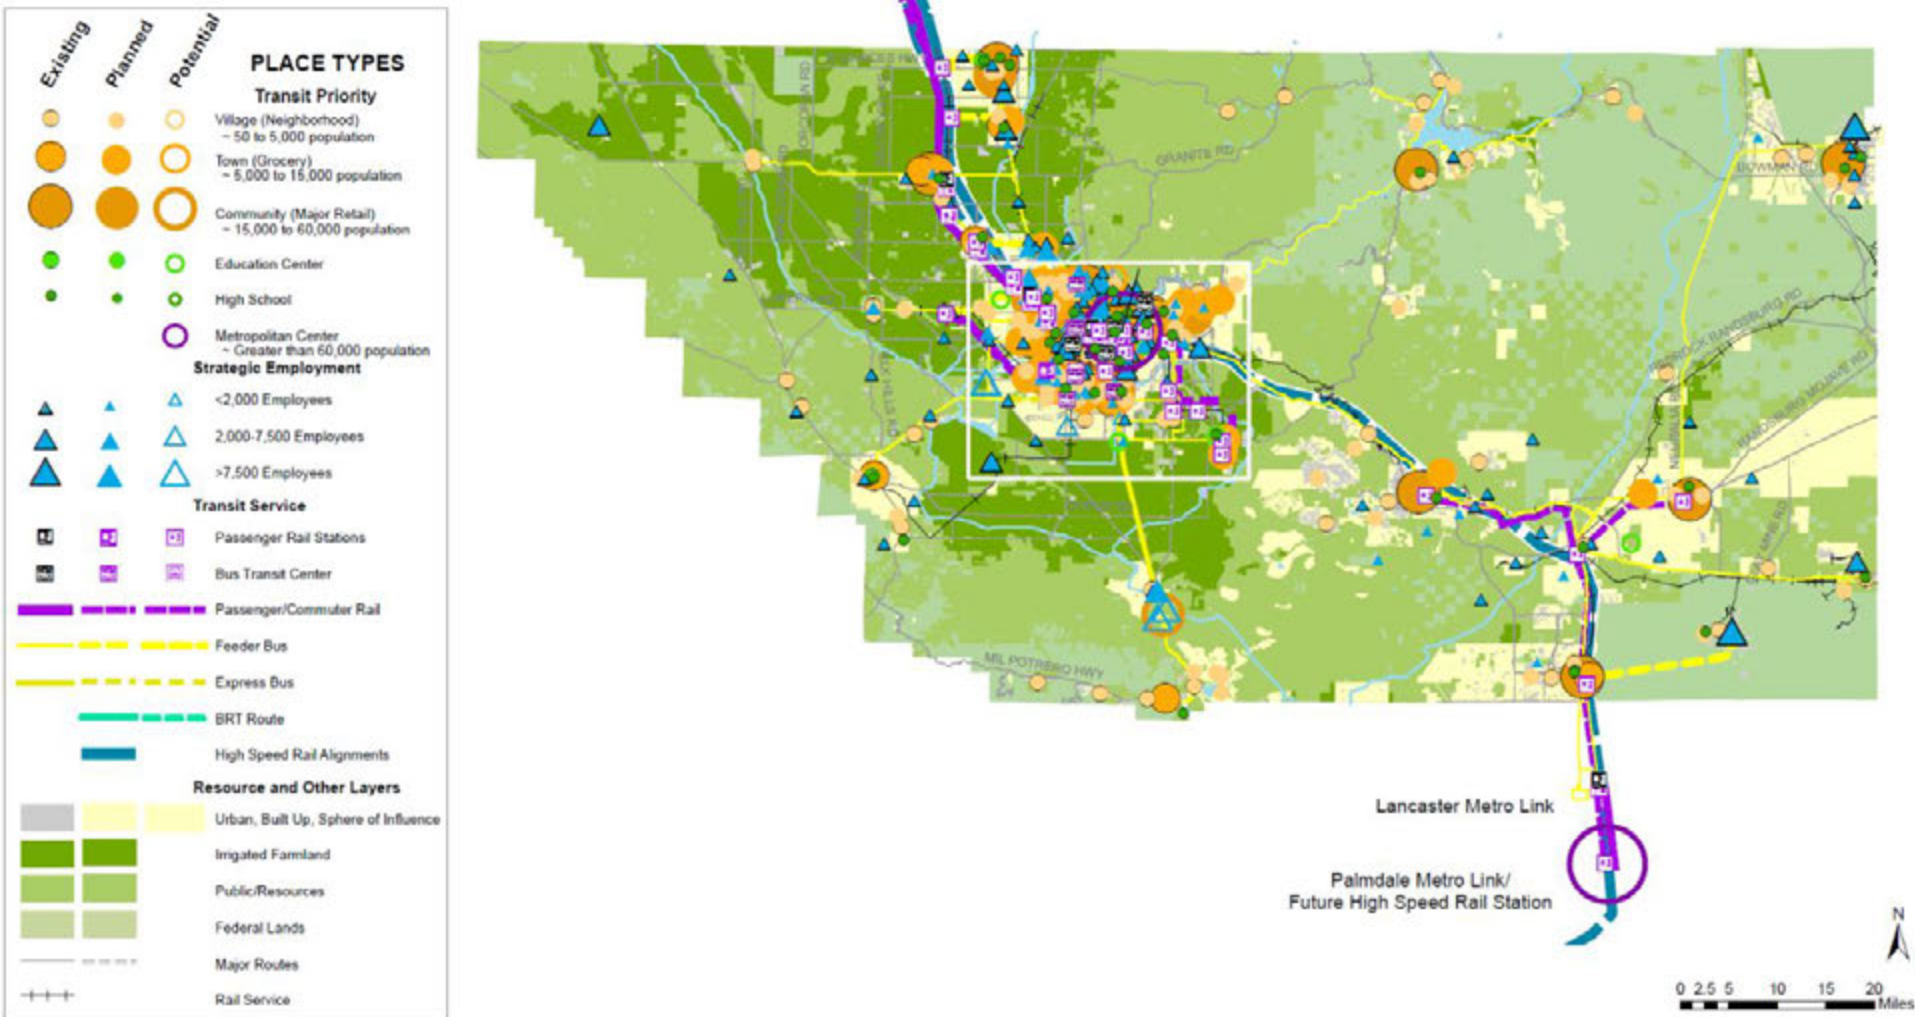 Existing
Planned
Potential
PLACE TYPES
Transit Priority
Village (Neighborhood)
~ 50 to 5,000 population
Town (Grocery)
~ 5,000 to 15,000 population
Community (Major Retail)
~ 15,000 to 60,000 population
Education Center
High School
Metropolitan Center
~ Greater than 60,000 population
Strategic Employment
<2,000 Employees
2,000-7,500 Employees
>7,500 Employees
Transit Service
Passenger Rail Stations
Bus Transit Center
Passenger/Commuter Rail
Feeder Bus
Express Bus
BRT Route
High Speed Rail Alignments
Resource and Other Layers
Urban, Built Up, Sphere of Influence
Irrigated Farmland
Public/Resources
Federal Lands
Major Routes
Rail Service
GRANITE RD
BOWMAN RD
RANDSBURG MOJAVE RD
MIL POTRERO HWY
Lancaster Metro Link
Palmdale Metro Link/
Future High Speed Rail Station
N
0 2.5 5 10 15 20
Miles